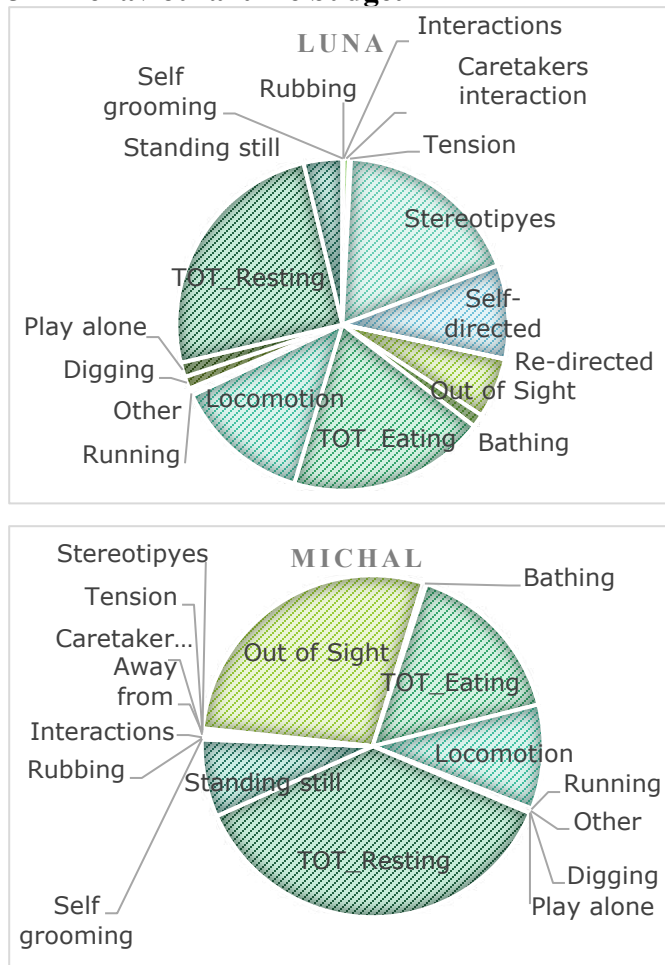 LUNA
Interactions
Self
grooming
Rubbing
Caretakers
interaction
Standing still
Tension
Stereotipyes
TOT_Resting
Self-
directed
Play alone
Re-directed
Digging
Out of Sight
Locomotion
Other
TOT_Eating
Bathing
Running
Stereotipyes
MICHAL
Bathing
Tension
Caretaker...
Out of Sight
Away
from
TOT_Eating
Interactions
Locomotion
Rubbing
Standing still
Running
Other
TOT_Resting
Digging
Play alone
Self
grooming